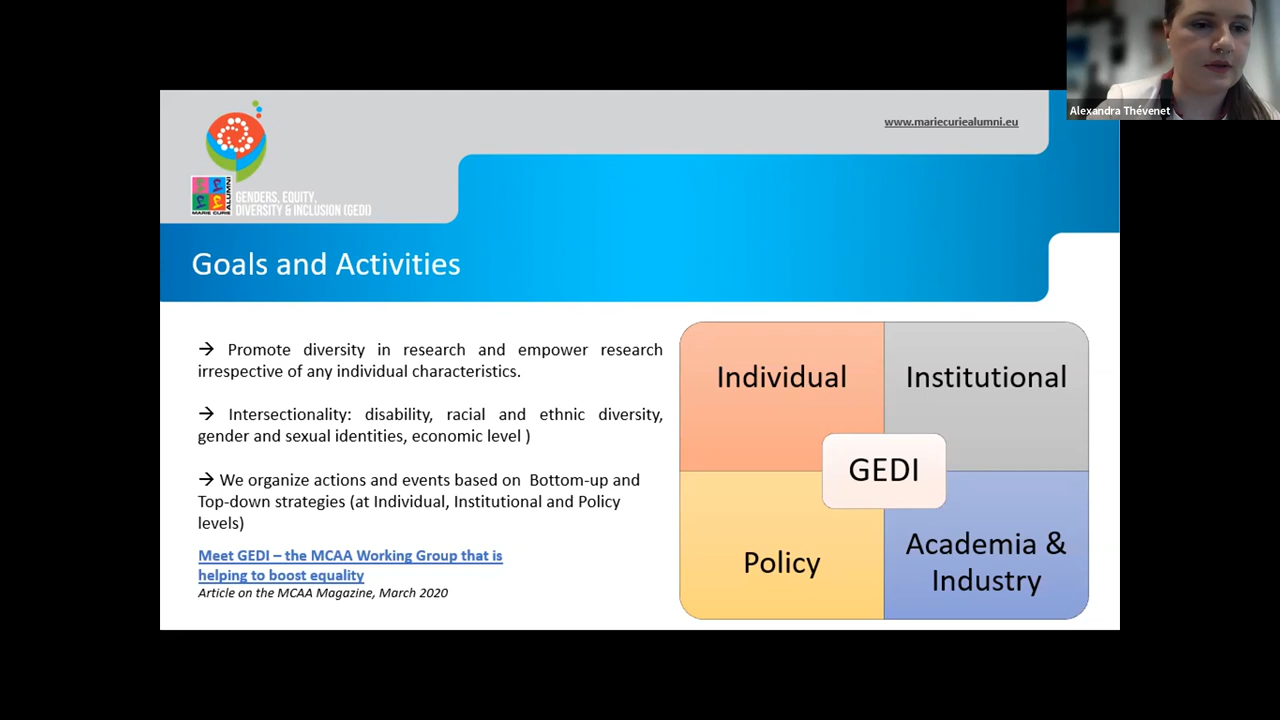 Alexandra Thévenet
www.mariecuriealumni.eu
MARIE CURIE ALUMNI
GENDERS, EQUITY,
DIVERSITY & INCLUSION (GEDI)
Goals and Activities
→ Promote diversity in research and empower research
irrespective of any individual characteristics.
→ Intersectionality: disability, racial and ethnic diversity,
gender and sexual identities, economic level )
→ We organize actions and events based on Bottom-up and
Top-down strategies (at Individual, Institutional and Policy
levels)
Meet GEDI – the MCAA Working Group that is
helping to boost equality
Article on the MCAA Magazine, March 2020
Individual
Institutional
GEDI
Policy
Academia &
Industry